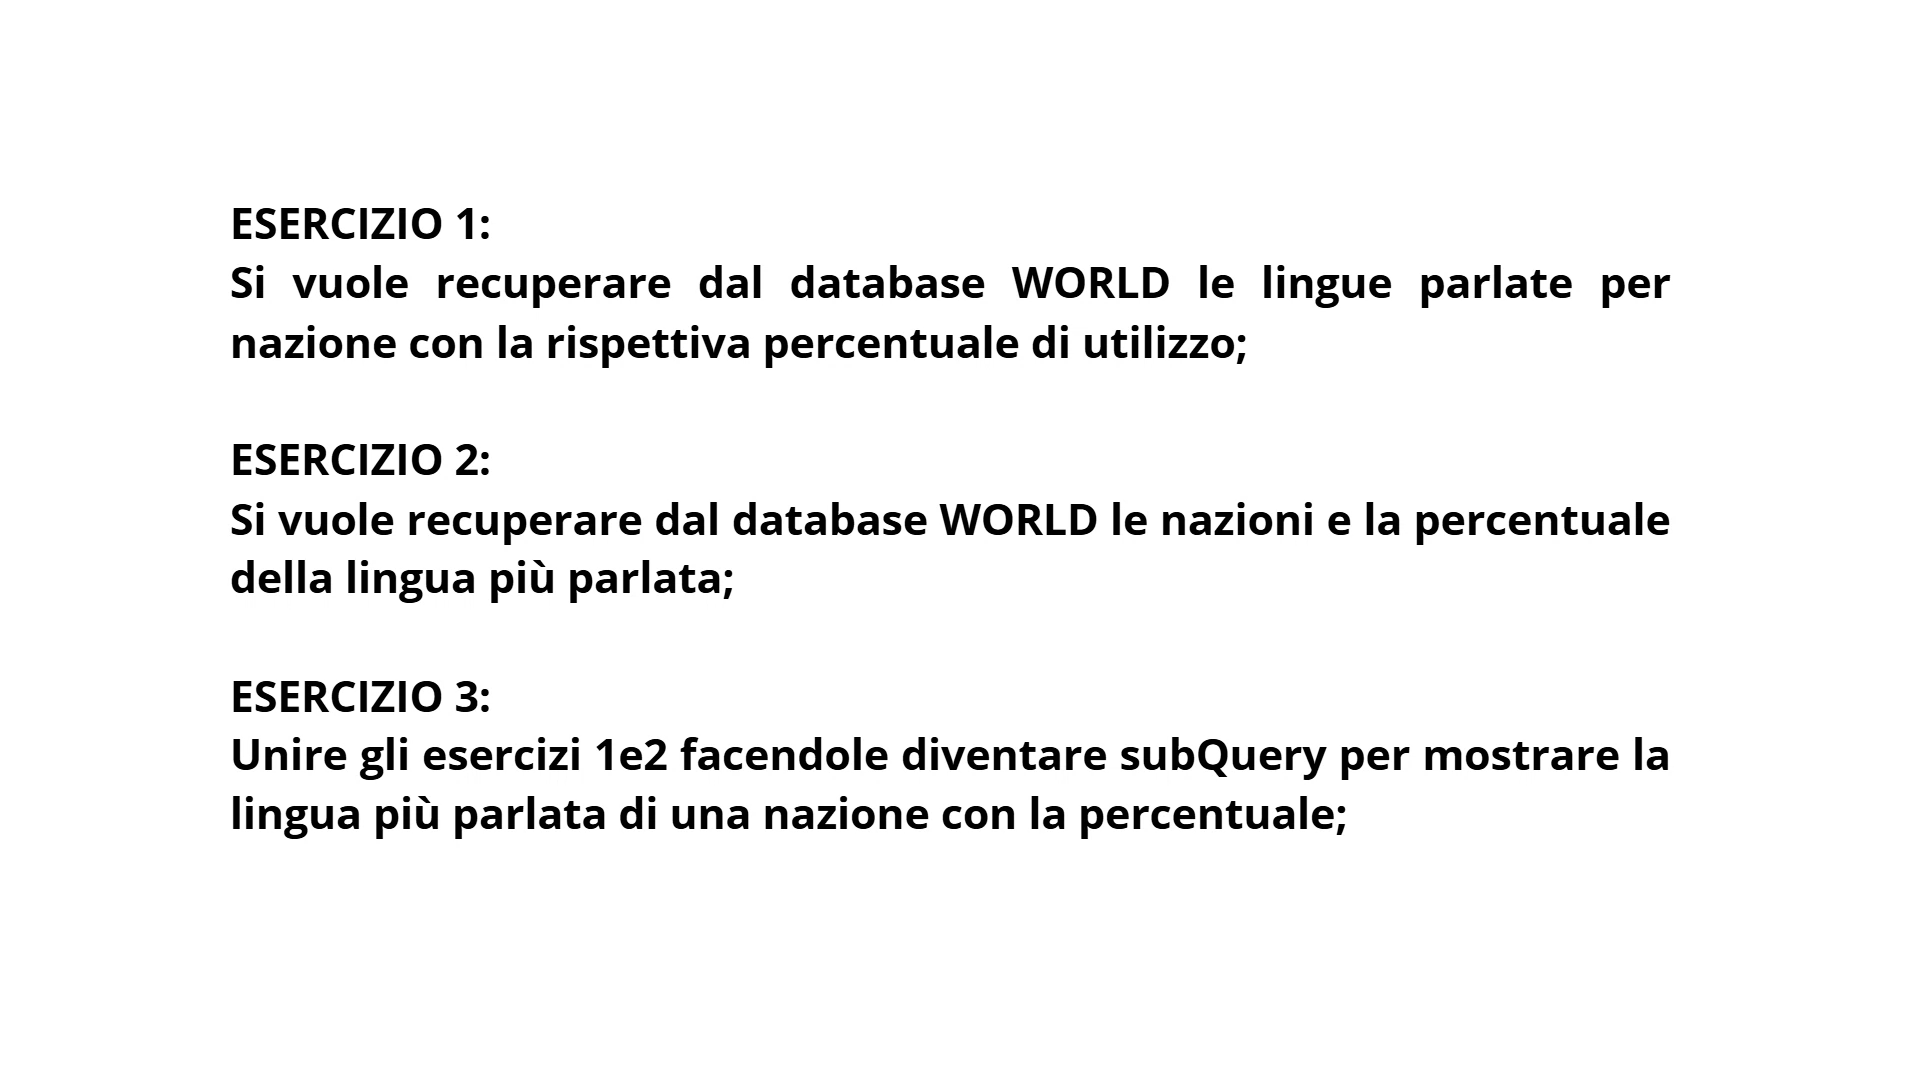 ESERCIZIO 1:
Si vuole recuperare dal database WORLD le lingue parlate per
nazione con la rispettiva percentuale di utilizzo;
ESERCIZIO 2:
Si vuole recuperare dal database WORLD le nazioni e la percentuale
della lingua più parlata;
ESERCIZIO 3:
Unire gli esercizi 1e2 facendole diventare subQuery per mostrare la
lingua più parlata di una nazione con la percentuale;